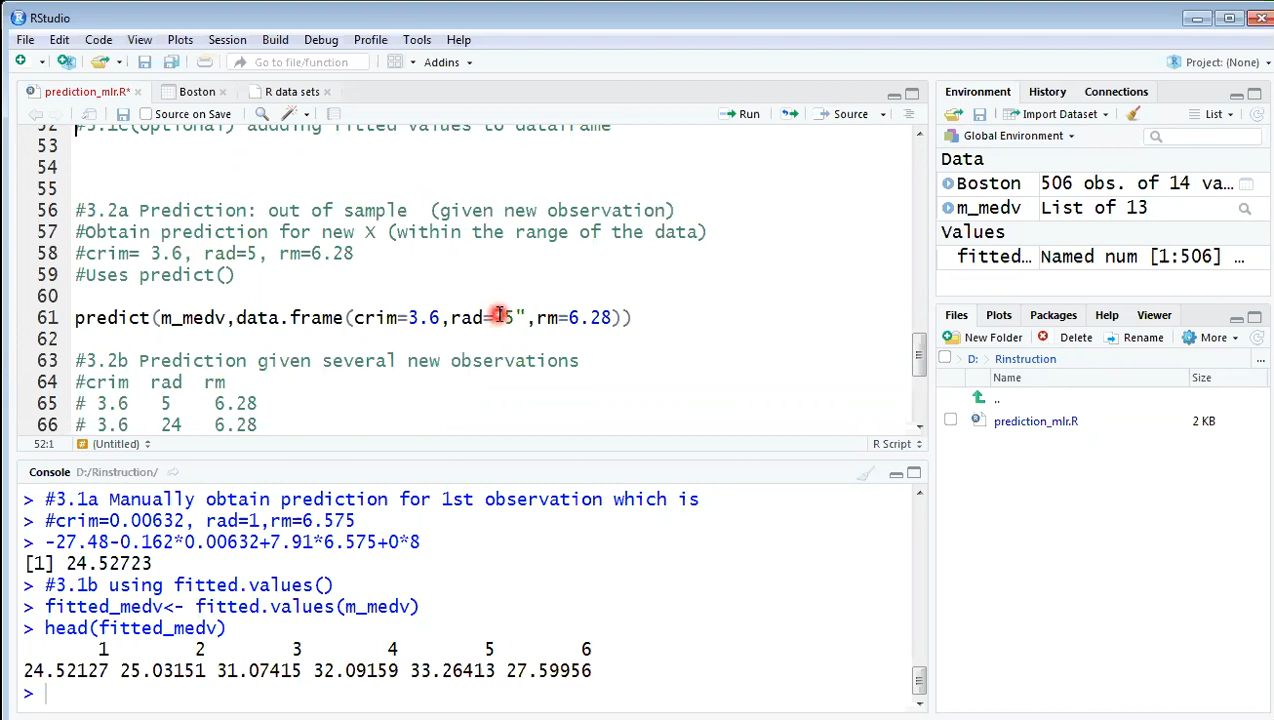 RStudio
File Edit Code View Plots Session Build Debug Profile Tools Help
Go to file/function Addins Project: (None)
prediction_mlr.R* Boston R data sets
Source on Save Run Source
52 #3.1c(optional) adding fitted values to dataframe
53
54
55
56 #3.2a Prediction: out of sample (given new observation)
57 #Obtain prediction for new X (within the range of the data)
58 #crim= 3.6, rad=5, rm=6.28
59 #Uses predict()
60
61 predict(m_medv,data.frame(crim=3.6,rad="5",rm=6.28))
62
63 #3.2b Prediction given several new observations
64 #crim rad rm
65 # 3.6 5 6.28
66 # 3.6 24 6.28
52:1 (Untitled) R Script
Console D:/Rinstruction/
> #3.1a Manually obtain prediction for 1st observation which is
> #crim=0.00632, rad=1,rm=6.575
> -27.48-0.162*0.00632+7.91*6.575+0*8
[1] 24.52723
> #3.1b using fitted.values()
> fitted_medv<- fitted.values(m_medv)
> head(fitted_medv)
1 2 3 4 5 6
24.52127 25.03151 31.07415 32.09159 33.26413 27.59956
>
Environment History Connections
Import Dataset List
Global Environment
Data
Boston 506 obs. of 14 va...
m_medv List of 13
Values
fitted... Named num [1:506] ...
Files Plots Packages Help Viewer
New Folder Delete Rename More
D: Rinstruction ...
Name Size
..
prediction_mlr.R 2 KB